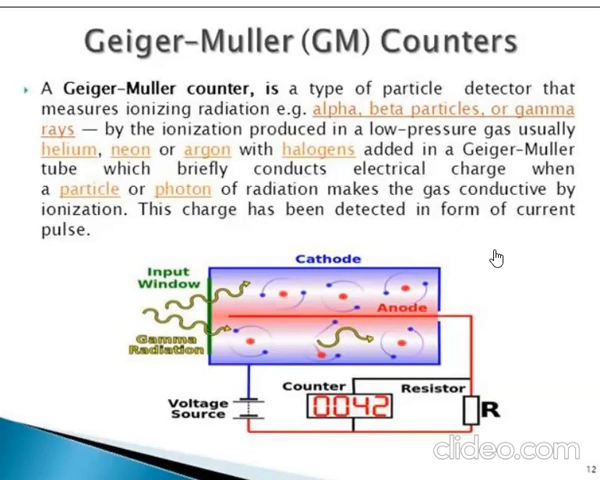 Geiger-Muller (GM) Counters
A Geiger-Muller counter, is a type of particle detector that
measures ionizing radiation e.g. alpha, beta particles, or gamma
rays — by the ionization produced in a low-pressure gas usually
helium, neon or argon with halogens added in a Geiger-Muller
tube which briefly conducts electrical charge when
a particle or photon of radiation makes the gas conductive by
ionization. This charge has been detected in form of current
pulse.
Cathode
Input
Window
Anode
Gamma
Radiation
Counter
Resistor
Voltage
Source
0042
R
clideo.com
12